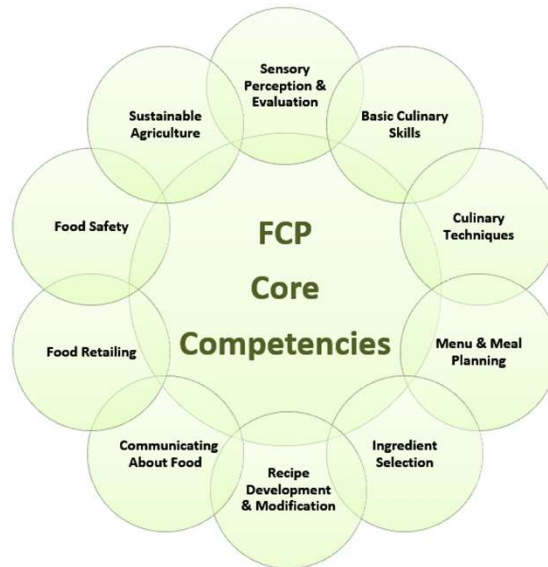 FCP
Core
Competencies
Sensory
Perception &
Evaluation
Basic Culinary
Skills
Culinary
Techniques
Menu & Meal
Planning
Ingredient
Selection
Recipe
Development
& Modification
Communicating
About Food
Food Retailing
Food Safety
Sustainable
Agriculture